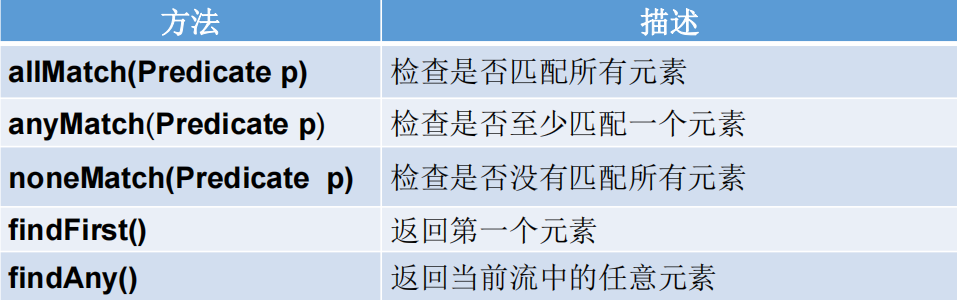 方法 描述
allMatch(Predicate p) 检查是否匹配所有元素
anyMatch(Predicate p) 检查是否至少匹配一个元素
noneMatch(Predicate  p) 检查是否没有匹配所有元素
findFirst() 返回第一个元素
findAny() 返回当前流中的任意元素